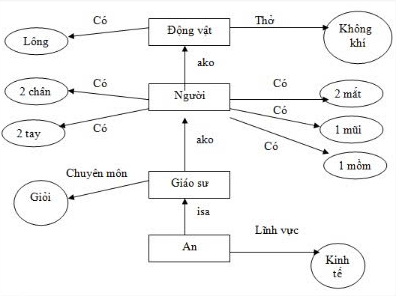 Có
Động vật
Thở
Không
khí
Lông
ako
2 chân
Có
Người
Có
2 mắt
Có
1 mũi
2 tay
Có
Có
1 mồm
ako
Chuyên môn
Giáo sư
Giỏi
isa
Lĩnh vực
An
Kinh
tế